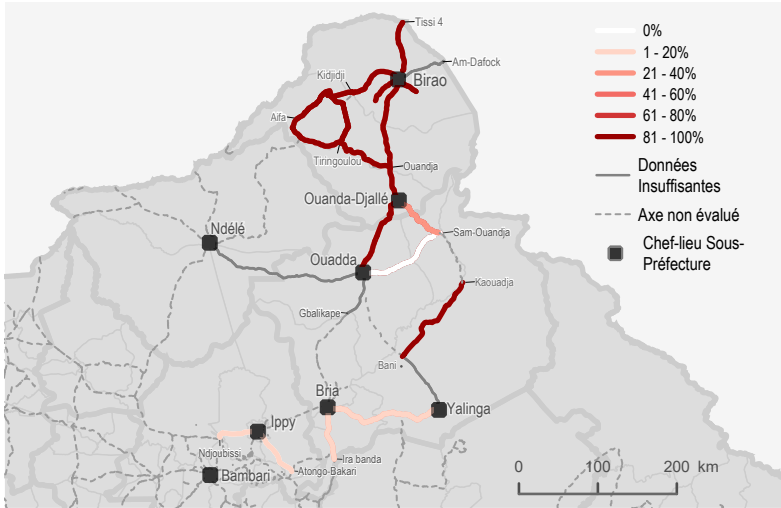 Tissi 4
0%
1 - 20%
21 - 40%
41 - 60%
61 - 80%
81 - 100%
Données
Insuffisantes
Axe non évalué
Chef-lieu Sous-
Préfecture
Am-Dafock
Kidjidji
Birao
Aifa
Tiringoulou
Ouandja
Ouanda-Djallé
Ndélé
Sam-Ouandja
Ouadda
Kaouadja
Gbalikape
Bani
Bria
Yalinga
Ippy
Ndjoubissi
Ira banda
Atongo-Bakari
Bambari
0 100 200 km